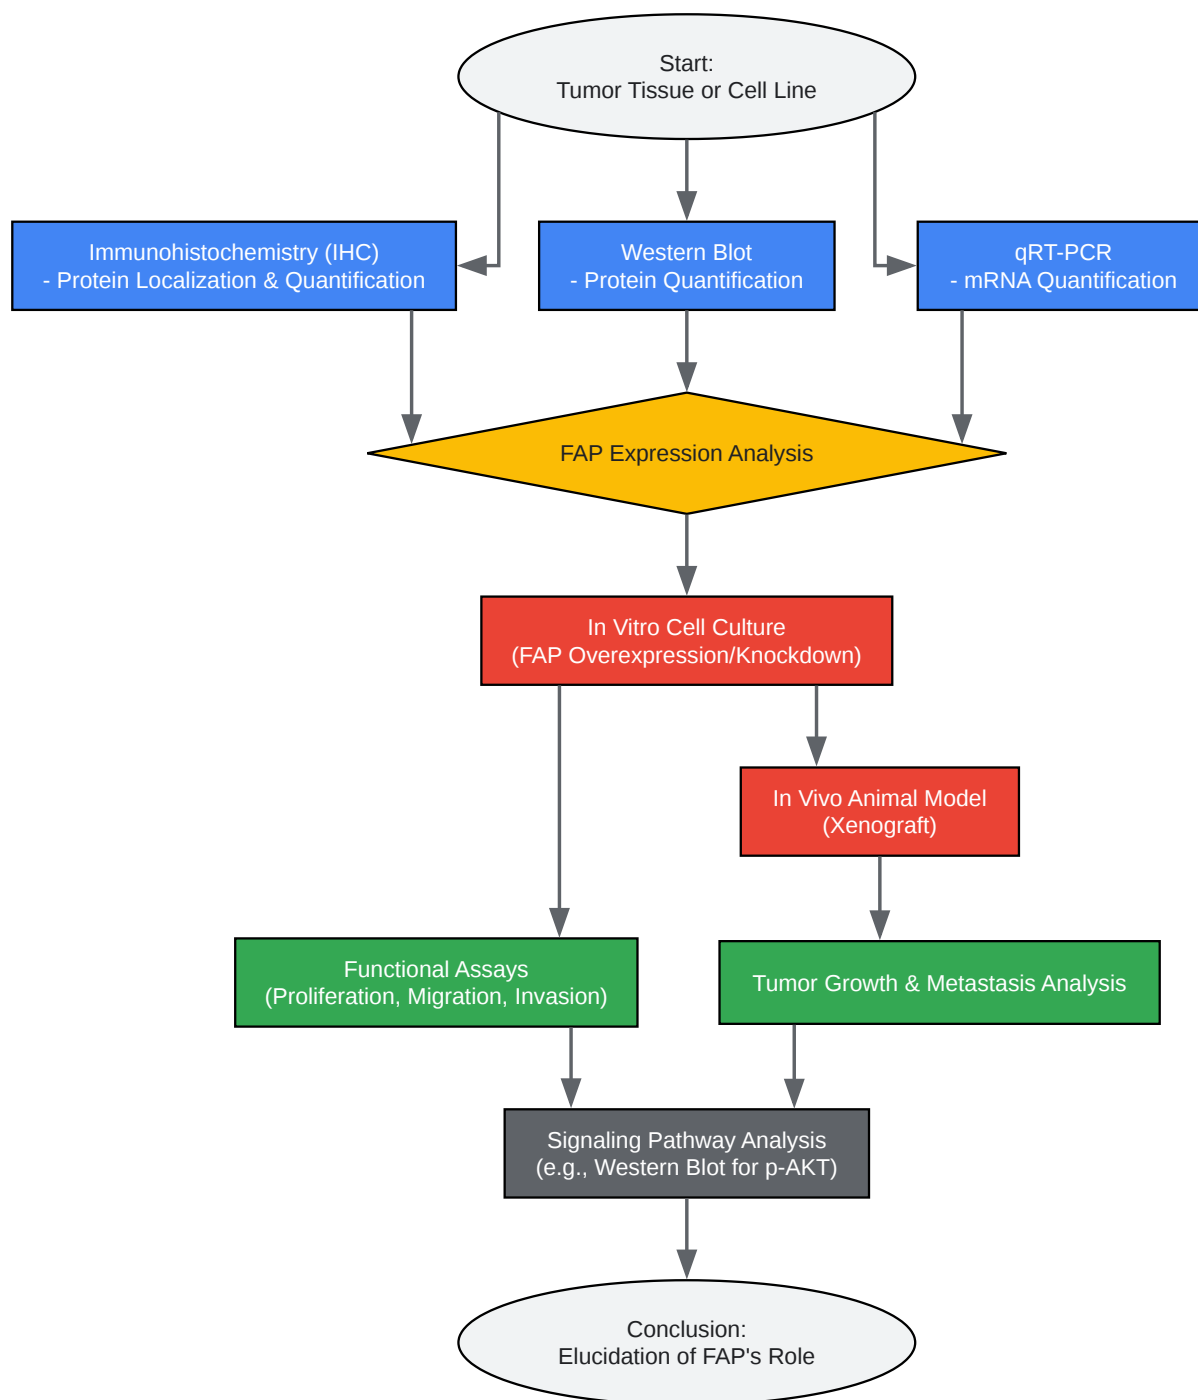 Start:
Tumor Tissue or Cell Line
Immunohistochemistry (IHC)
- Protein Localization & Quantification
Western Blot
- Protein Quantification
qRT-PCR
- mRNA Quantification
FAP Expression Analysis
In Vitro Cell Culture
(FAP Overexpression/Knockdown)
In Vivo Animal Model
(Xenograft)
Functional Assays
(Proliferation, Migration, Invasion)
Tumor Growth & Metastasis Analysis
Signaling Pathway Analysis
(e.g., Western Blot for p-AKT)
Conclusion:
Elucidation of FAP's Role